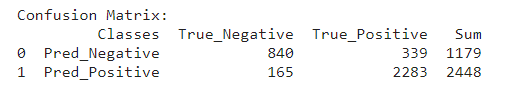 Confusion Matrix:
Classes True_Negative True_Positive Sum
0 Pred_Negative 840 339 1179
1 Pred_Positive 165 2283 2448